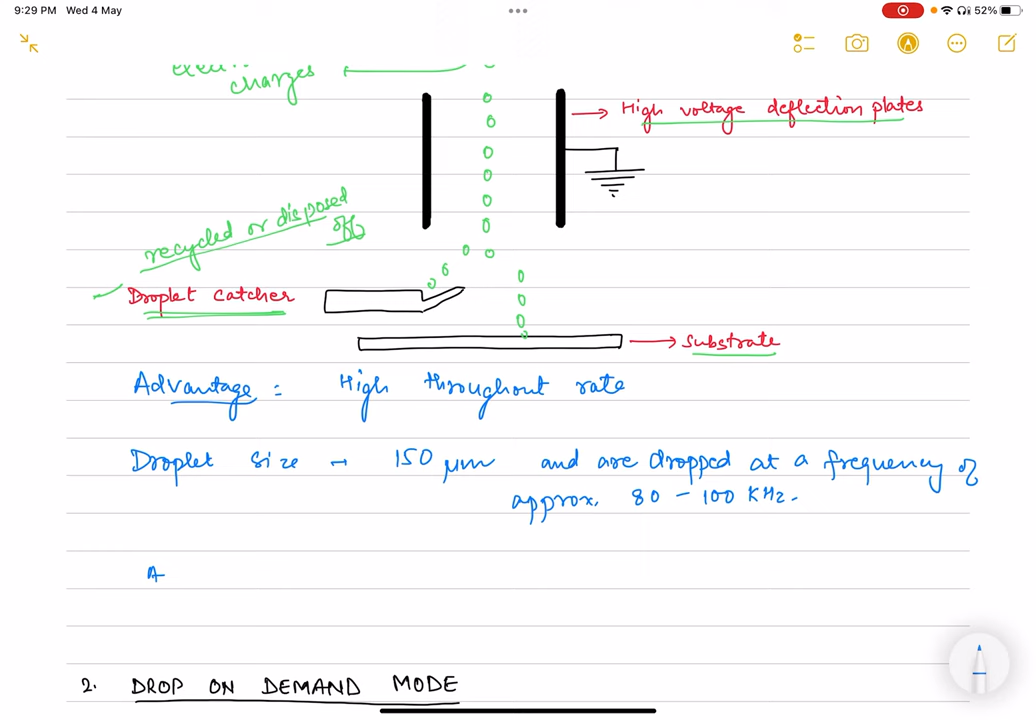 9:29 PM Wed 4 May
52%
charges
High voltage deflection plates
recycled or disposed
off
Droplet catcher
Substrate
Advantage = High throughout rate
Droplet size → 150 μm and are dropped at a frequency of
approx. 80 - 100 KHz.
A
2. DROP ON DEMAND MODE